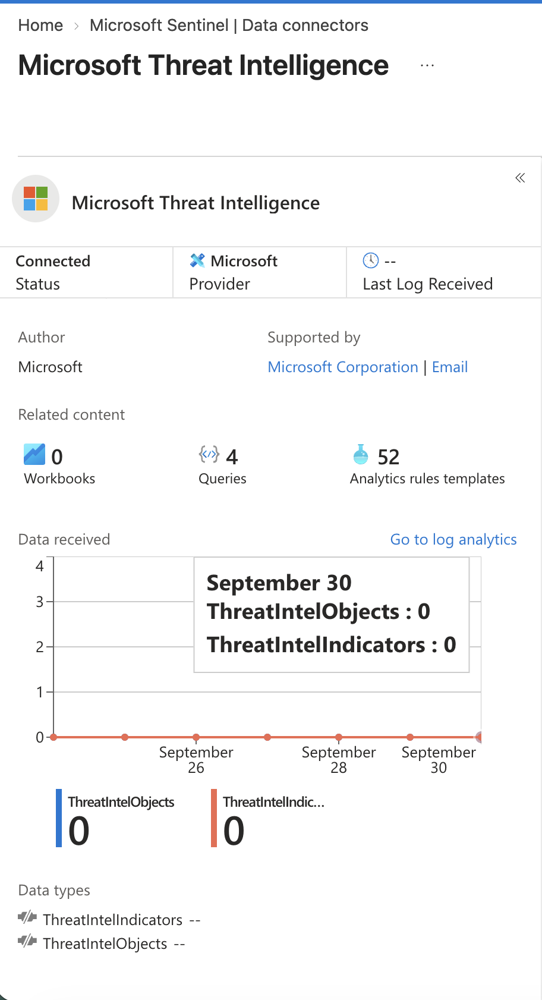 Home > Microsoft Sentinel | Data connectors
Microsoft Threat Intelligence ...
Microsoft Threat Intelligence
Connected
Status
Microsoft
Provider
--
Last Log Received
Author
Microsoft
Supported by
Microsoft Corporation | Email
Related content
0
Workbooks
4
Queries
52
Analytics rules templates
Data received
Go to log analytics
4
3
2
1
0
September 30
ThreatIntelObjects : 0
ThreatIntelIndicators : 0
September
26
September
28
September
30
ThreatIntelObjects
0
ThreatIntelIndic...
0
Data types
ThreatIntelIndicators --
ThreatIntelObjects --